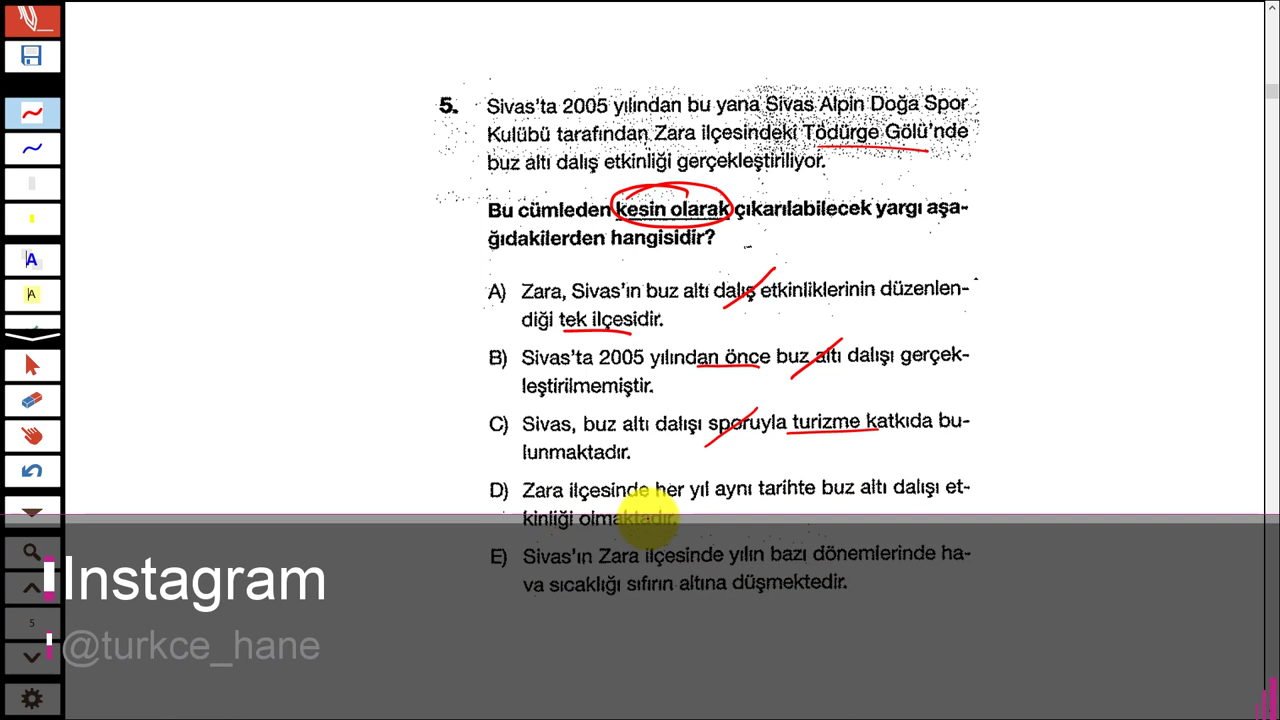 5. Sivas'ta 2005 yılından bu yana Sivas Alpin Doğa Spor
Kulübü tarafından Zara ilçesindeki Tödürge Gölü'nde
buz altı dalış etkinliği gerçekleştiriliyor.
Bu cümleden kesin olarak çıkarılabilecek yargı aşa-
ğıdakilerden hangisidir?
A) Zara, Sivas'ın buz altı dalış etkinliklerinin düzenlen-
diği tek ilçesidir.
B) Sivas'ta 2005 yılından önce buz altı dalışı gerçek-
leştirilmemiştir.
C) Sivas, buz altı dalışı sporuyla turizme katkıda bu-
lunmaktadır.
D) Zara ilçesinde her yıl aynı tarihte buz altı dalışı et-
kinliği olmaktadır.
E) Sivas'ın Zara ilçesinde yılın bazı dönemlerinde ha-
va sıcaklığı sıfırın altına düşmektedir.
A
A
5
Instagram
@turkce_hane